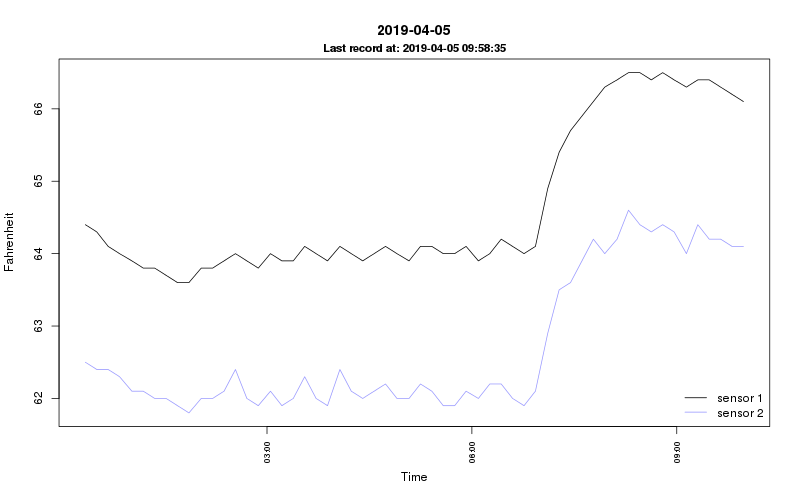 2019-04-05
Last record at: 2019-04-05 09:58:35
Fahrenheit
66
65
64
63
62
sensor 1
sensor 2
03:00
06:00
09:00
Time